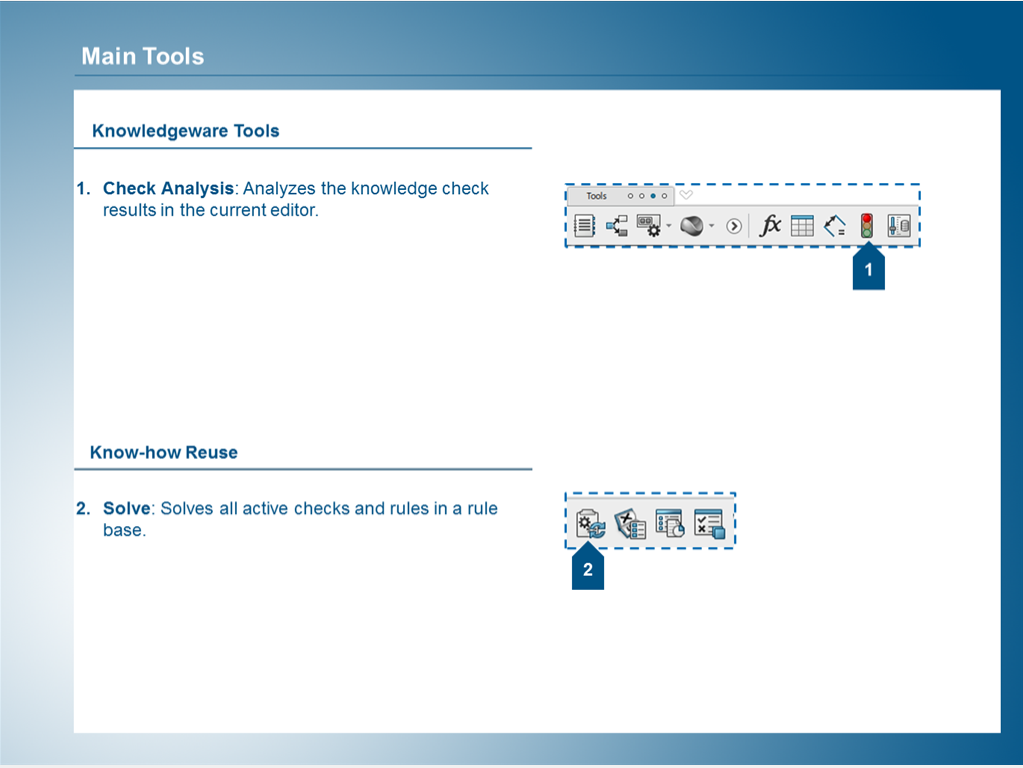 Main Tools
Knowledgeware Tools
1. Check Analysis: Analyzes the knowledge check
results in the current editor.
Tools
fx
1
Know-how Reuse
2. Solve: Solves all active checks and rules in a rule
base.
2